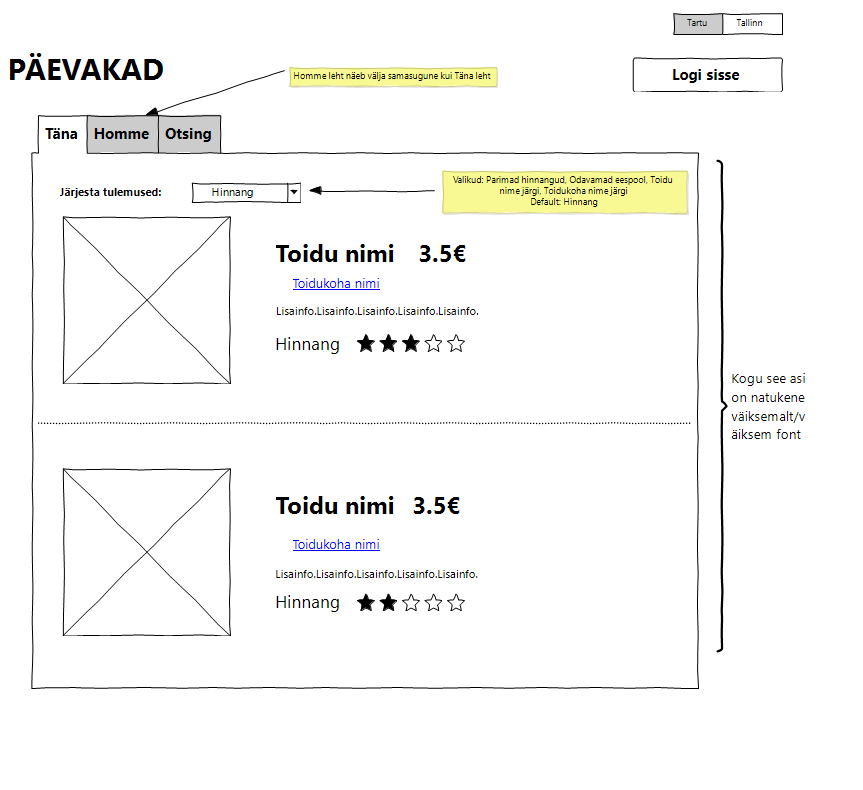 Tartu Tallinn
PÄEVAKAD
Homme leht näeb välja samasugune kui Täna leht
Logi sisse
Täna Homme Otsing
Järjesta tulemused: Hinnang
Valikud: Parimad hinnangud, Odavamad eespool, Toidu
nime järgi, Toidukoha nime järgi
Default: Hinnang
Toidu nimi 3.5€
Toidukoha nimi
Lisainfo.Lisainfo.Lisainfo.Lisainfo.Lisainfo.
Hinnang
Kogu see asi
on natukene
väiksemalt/v
äiksem font
Toidu nimi 3.5€
Toidukoha nimi
Lisainfo.Lisainfo.Lisainfo.Lisainfo.Lisainfo.
Hinnang